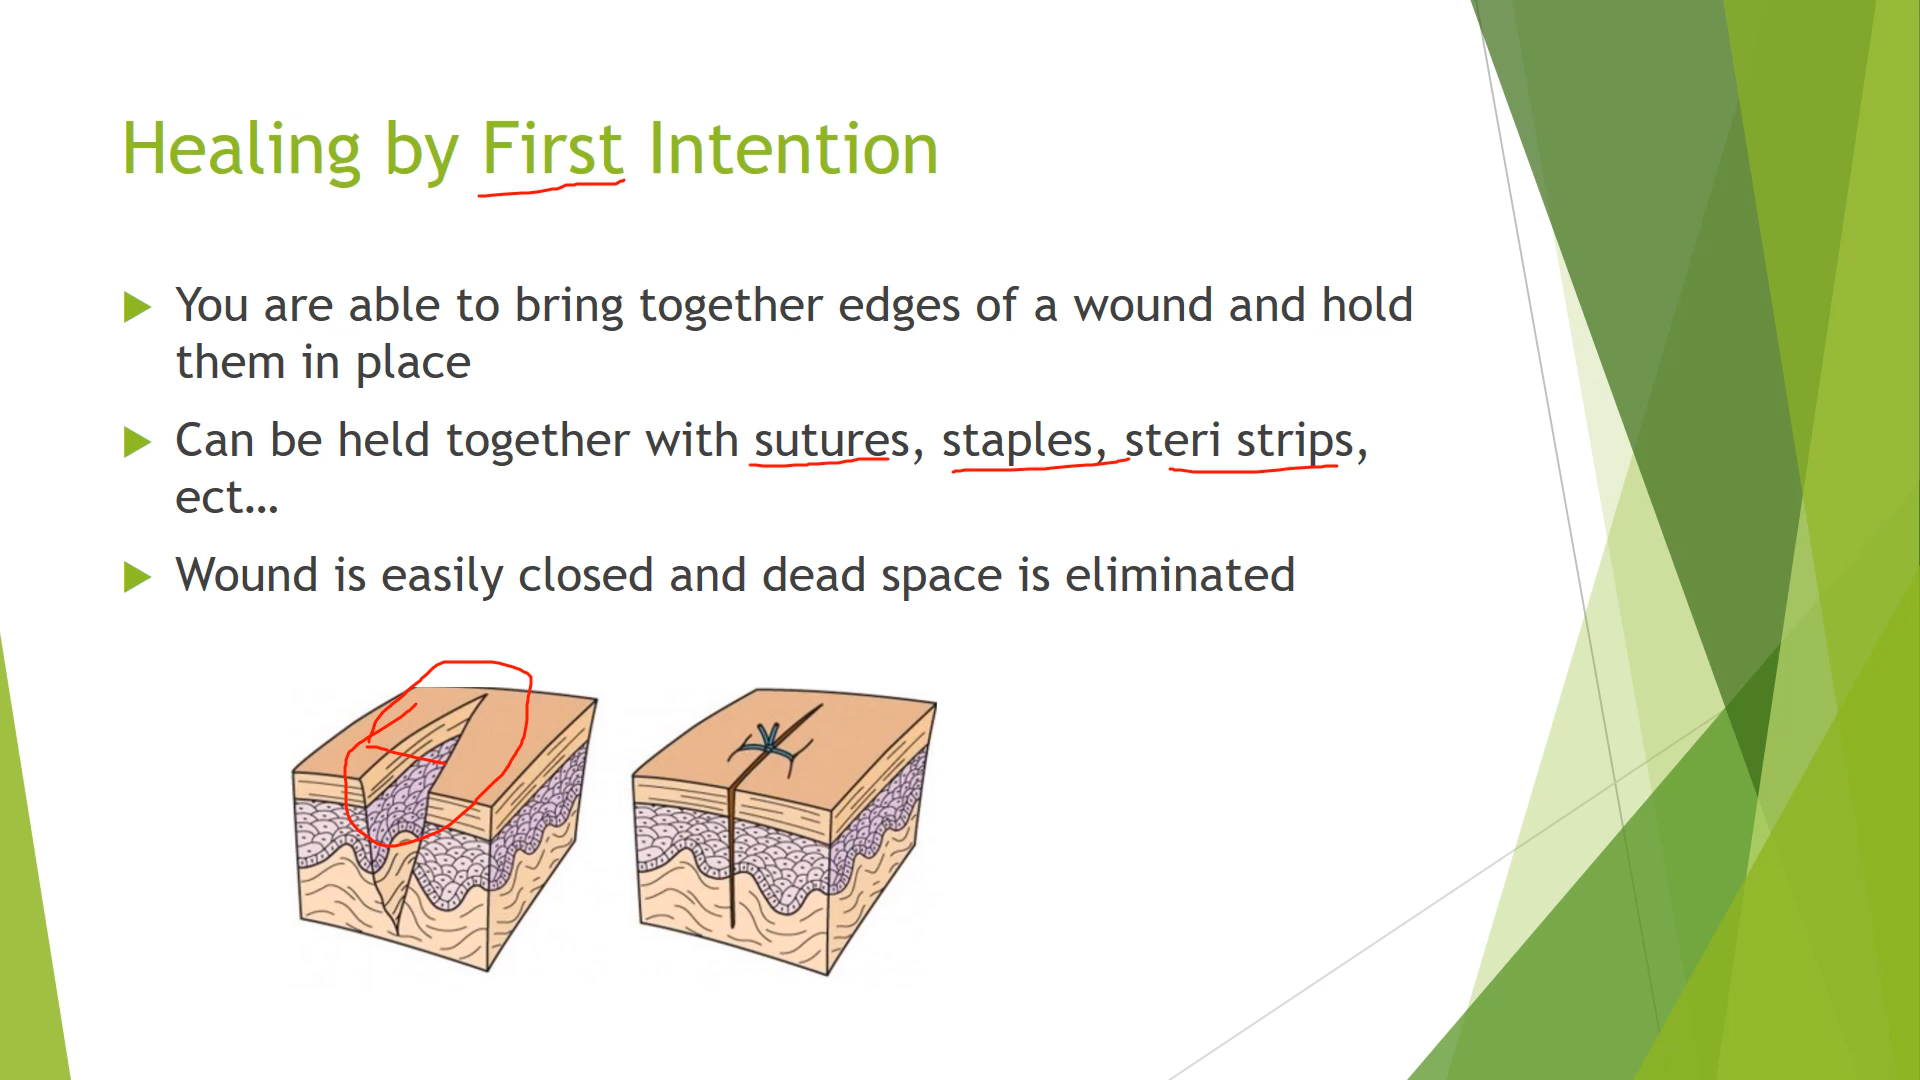 Healing by First Intention
You are able to bring together edges of a wound and hold
them in place
Can be held together with sutures, staples, steri strips,
ect...
Wound is easily closed and dead space is eliminated